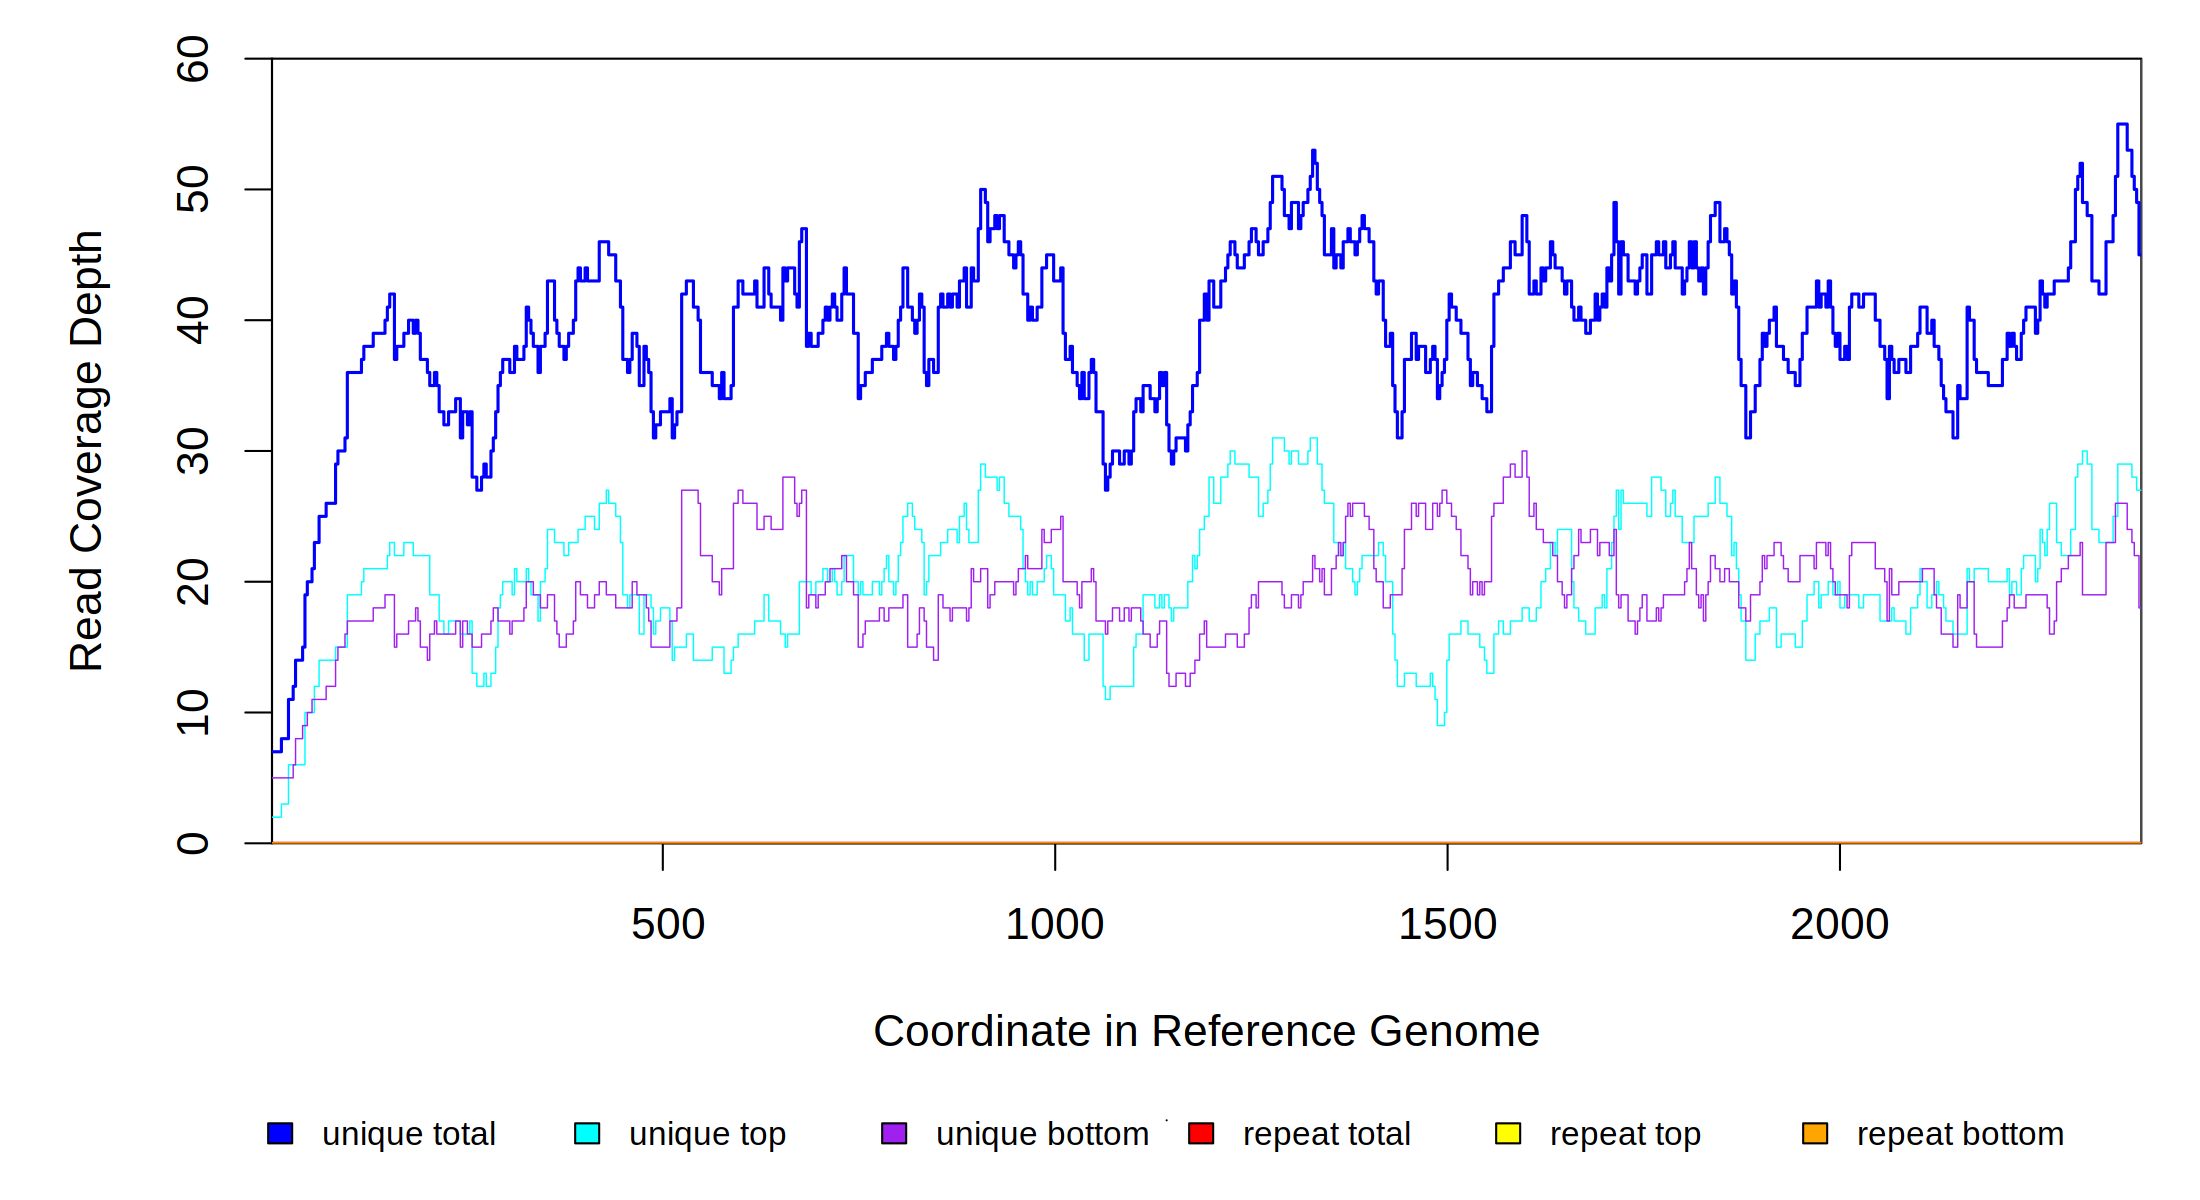 60
50
40
30
20
10
0
Read Coverage Depth
500 1000 1500 2000
Coordinate in Reference Genome
unique total unique top unique bottom repeat total repeat top repeat bottom